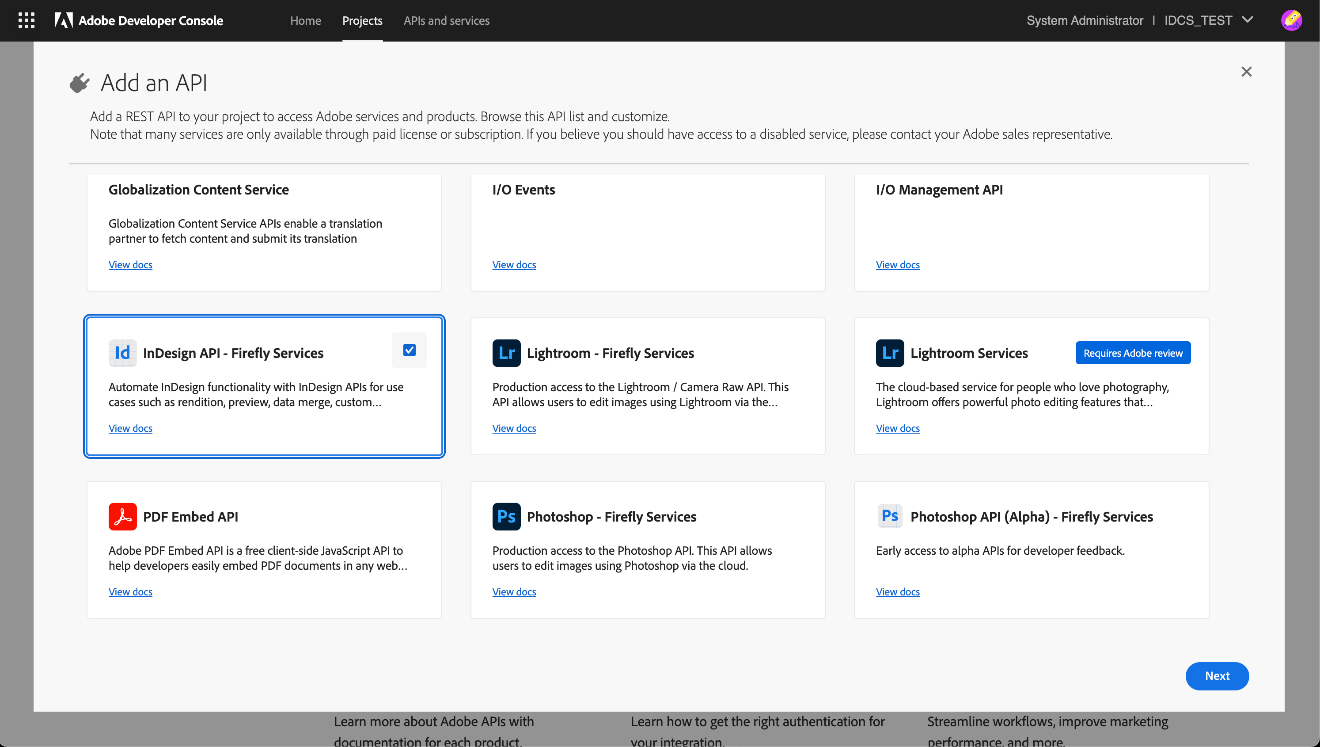 Adobe Developer Console
Home
Projects
APIs and services
System Administrator | IDCS_TEST
Add an API
Add a REST API to your project to access Adobe services and products. Browse this API list and customize.
Note that many services are only available through paid license or subscription. If you believe you should have access to a disabled service, please contact your Adobe sales representative.
Globalization Content Service
Globalization Content Service APIs enable a translation
partner to fetch content and submit its translation
View docs
I/O Events
View docs
I/O Management API
View docs
Id
InDesign API - Firefly Services
Automate InDesign functionality with InDesign APIs for use
cases such as rendition, preview, data merge, custom...
View docs
Lr
Lightroom - Firefly Services
Production access to the Lightroom / Camera Raw API. This
API allows users to edit images using Lightroom via the...
View docs
Lr
Lightroom Services
Requires Adobe review
The cloud-based service for people who love photography,
Lightroom offers powerful photo editing features that...
View docs
PDF Embed API
Adobe PDF Embed API is a free client-side JavaScript API to
help developers easily embed PDF documents in any web...
View docs
Ps
Photoshop - Firefly Services
Production access to the Photoshop API. This API allows
users to edit images using Photoshop via the cloud.
View docs
Ps
Photoshop API (Alpha) - Firefly Services
Early access to alpha APIs for developer feedback.
View docs
Next
Learn more about Adobe APIs with
documentation for each product.
Learn how to get the right authentication for
your integration.
Streamline workflows, improve marketing
performance, and more.